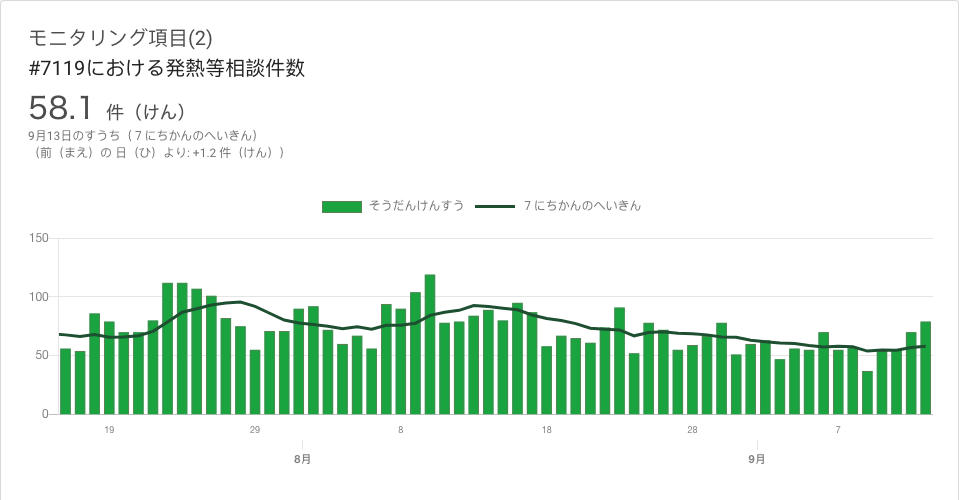 モニタリング項目(2)
#7119における発熱等相談件数
58.1 件（けん）
9月13日のすうち（７にちかんのへいきん）
（前（まえ）の 日（ひ）より: +1.2 件（けん））
そうだんけんすう ７にちかんのへいきん
150
100
50
0
19 29 8 18 28 7
8月 9月